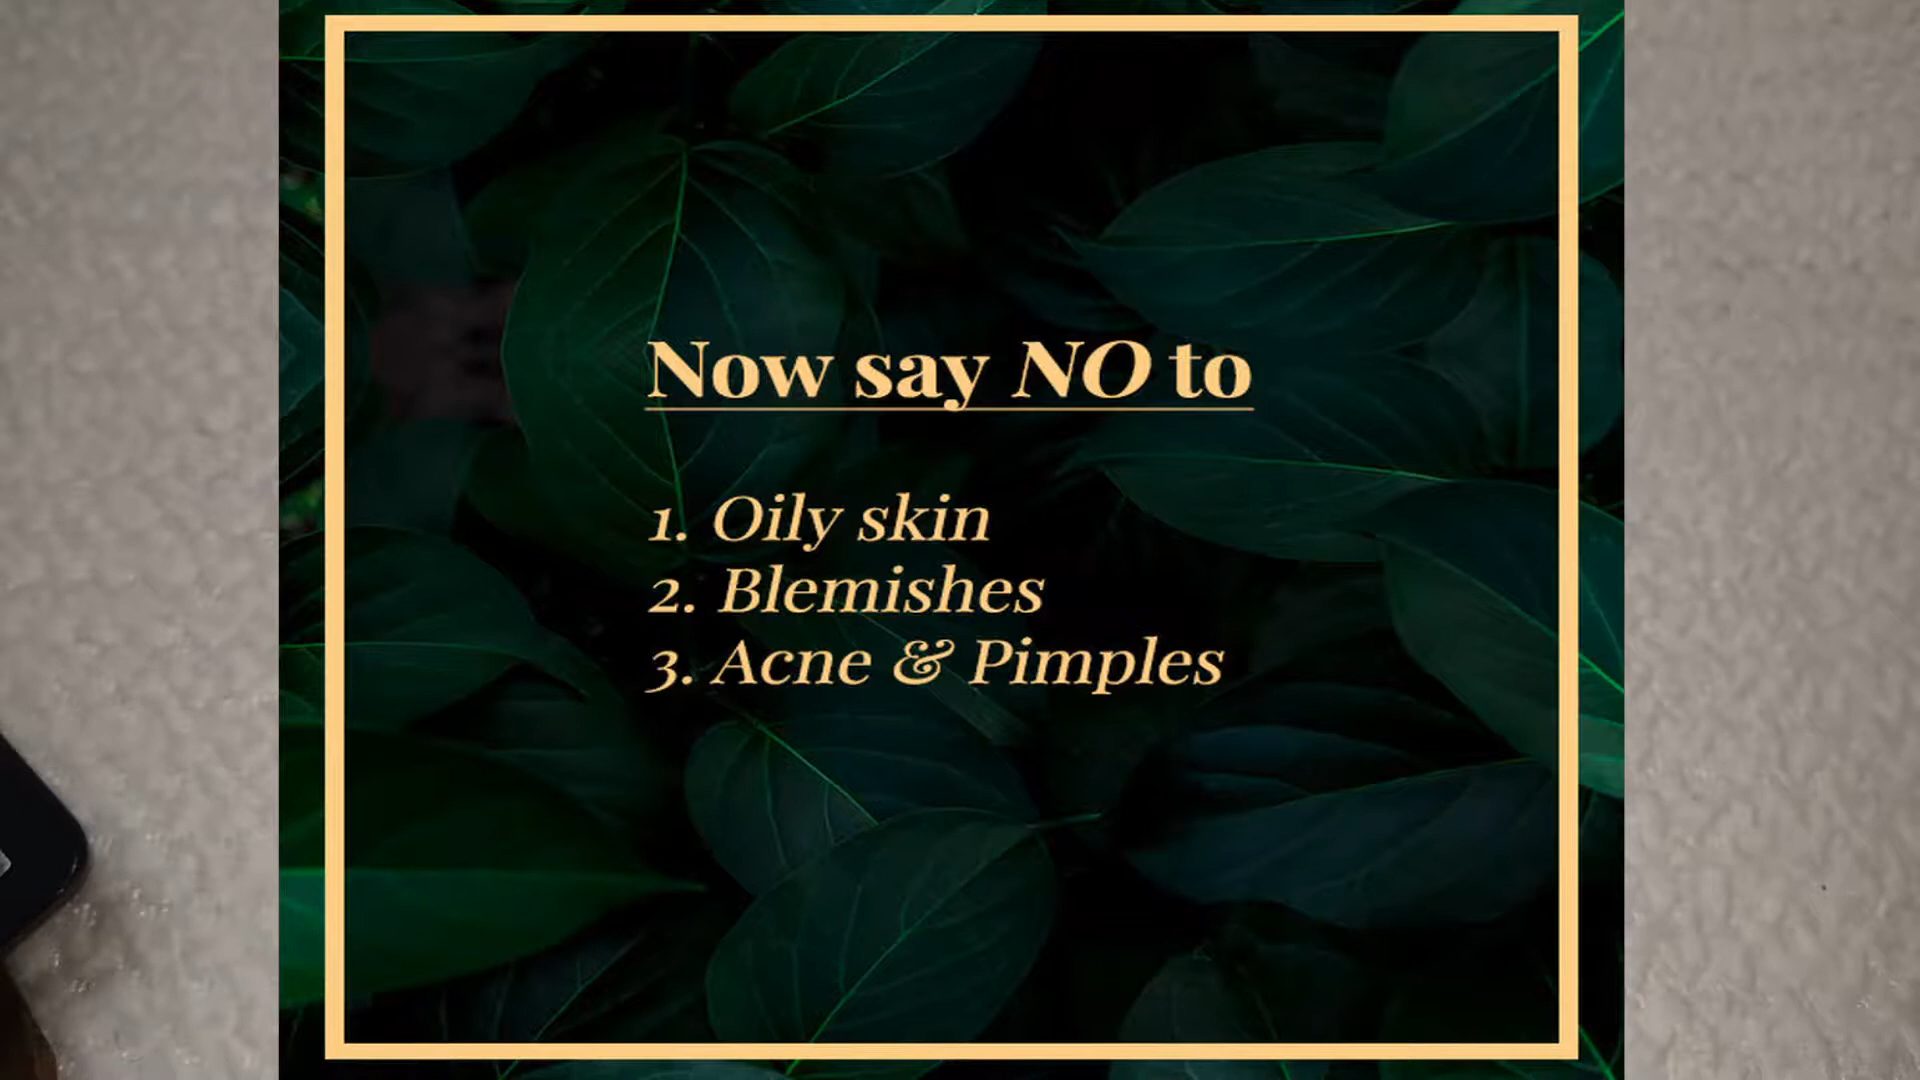 Now say NO to
1. Oily skin
2. Blemishes
3. Acne & Pimples